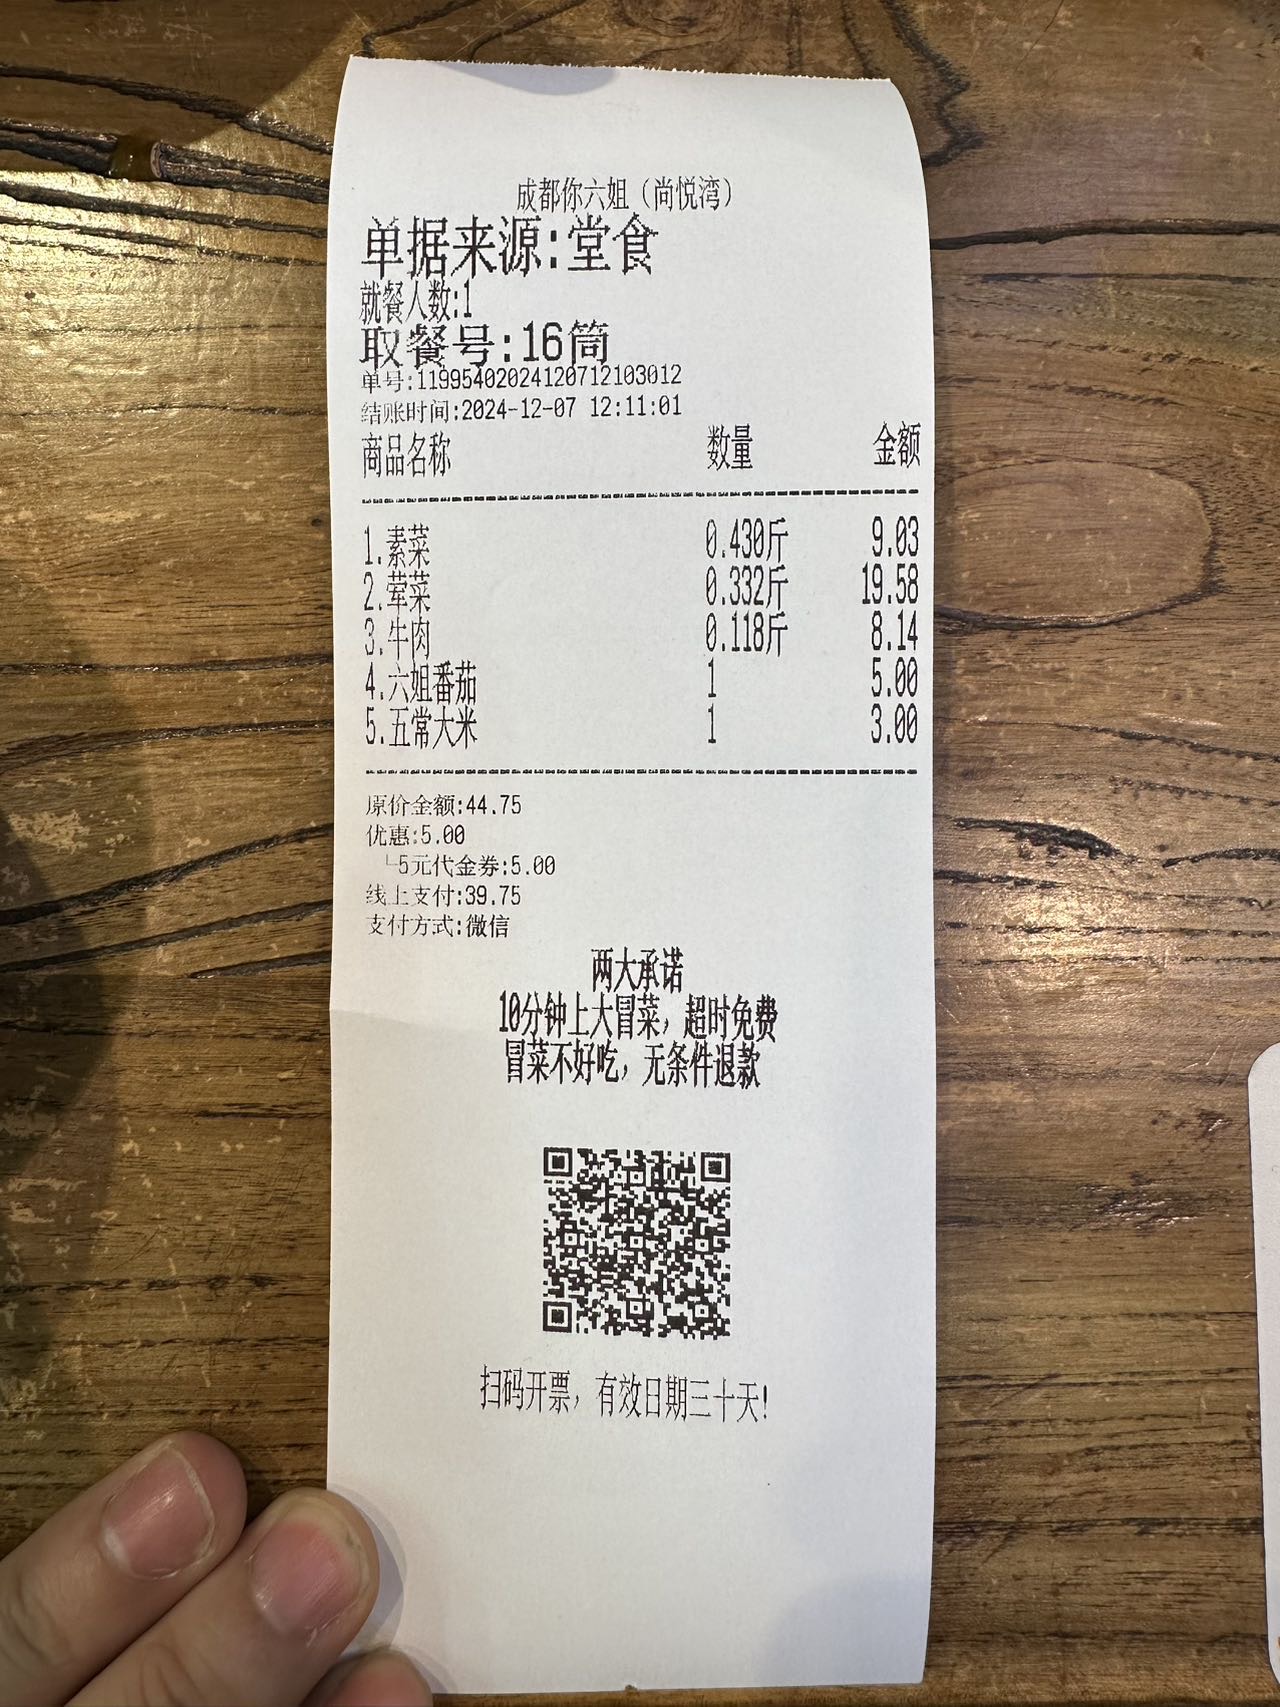 成都你六姐（尚悦湾）
单据来源:堂食
就餐人数:1
取餐号:16筒
单号:11995402024120712103012
结账时间:2024-12-07 12:11:01
商品名称 数量 金额
1.素菜 0.430斤 9.03
2.荤菜 0.332斤 19.58
3.牛肉 0.118斤 8.14
4.六姐番茄 1 5.00
5.五常大米 1 3.00
原价金额:44.75
优惠:5.00
└5元代金券:5.00
线上支付:39.75
支付方式:微信
两大承诺
10分钟上大冒菜，超时免费
冒菜不好吃，无条件退款
扫码开票，有效日期三十天!